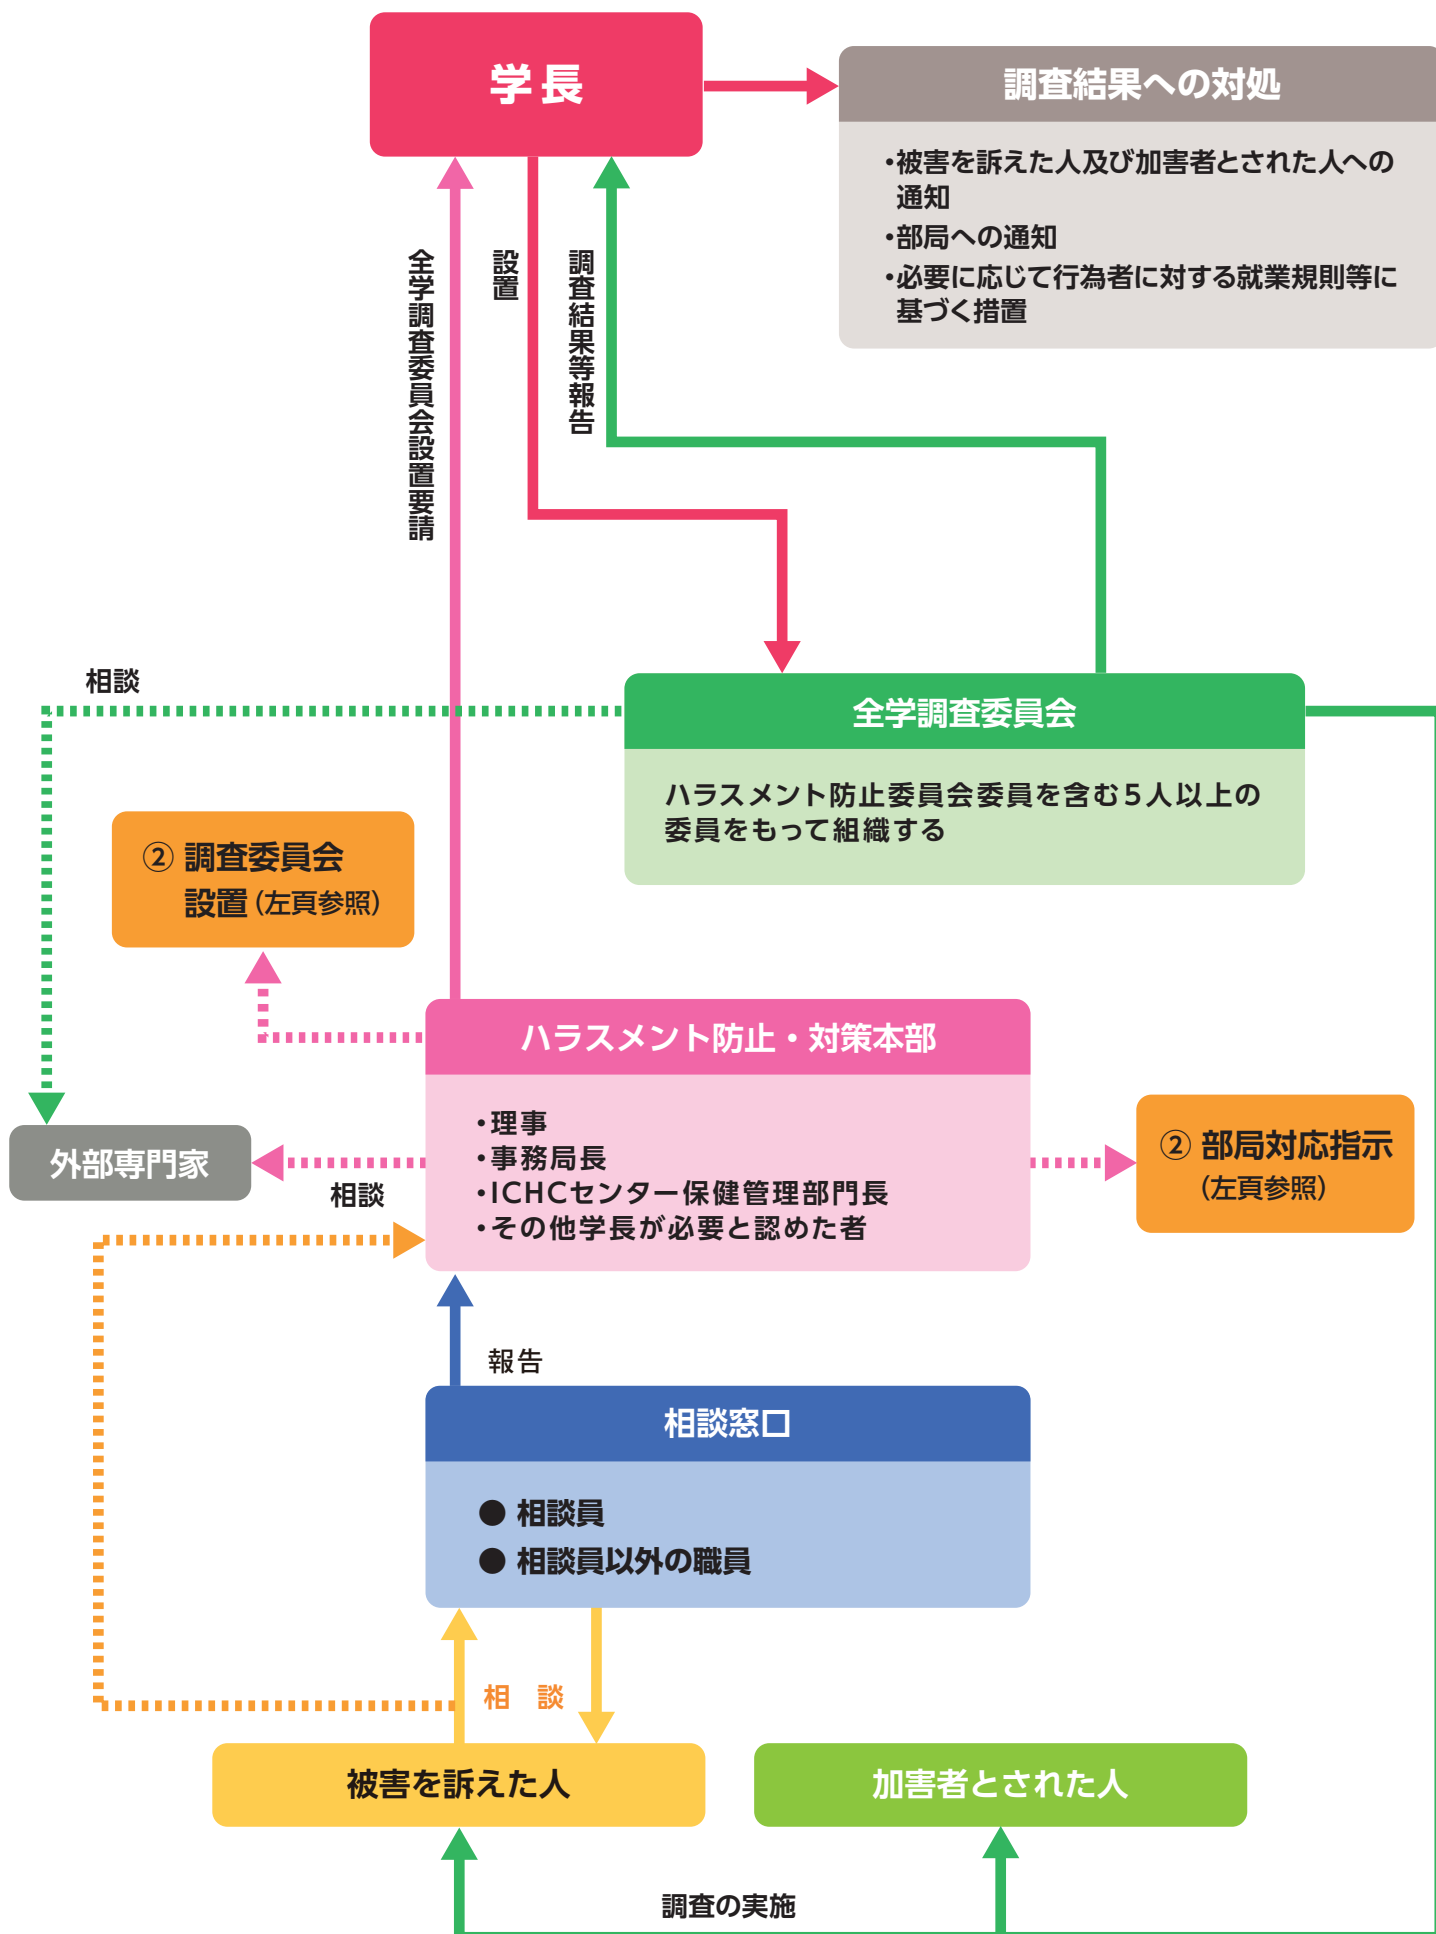 学長
調査結果への対処
・被害を訴えた人及び加害者とされた人への
通知
・部局への通知
・必要に応じて行為者に対する就業規則等に
基づく措置
全学調査委員会設置要請
設置
調査結果等報告
相談
全学調査委員会
ハラスメント防止委員会委員を含む5人以上の
委員をもって組織する
② 調査委員会
設置(左頁参照)
ハラスメント防止・対策本部
・理事
・事務局長
・ICHCセンター保健管理部門長
・その他学長が必要と認めた者
外部専門家
相談
② 部局対応指示
(左頁参照)
報告
相談窓口
● 相談員
● 相談員以外の職員
相 談
被害を訴えた人
加害者とされた人
調査の実施